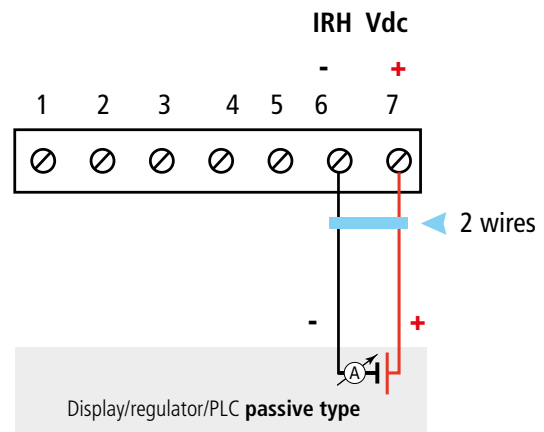 IRH Vdc
- +
1 2 3 4 5 6 7
2 wires
- +
A
Display/regulator/PLC passive type